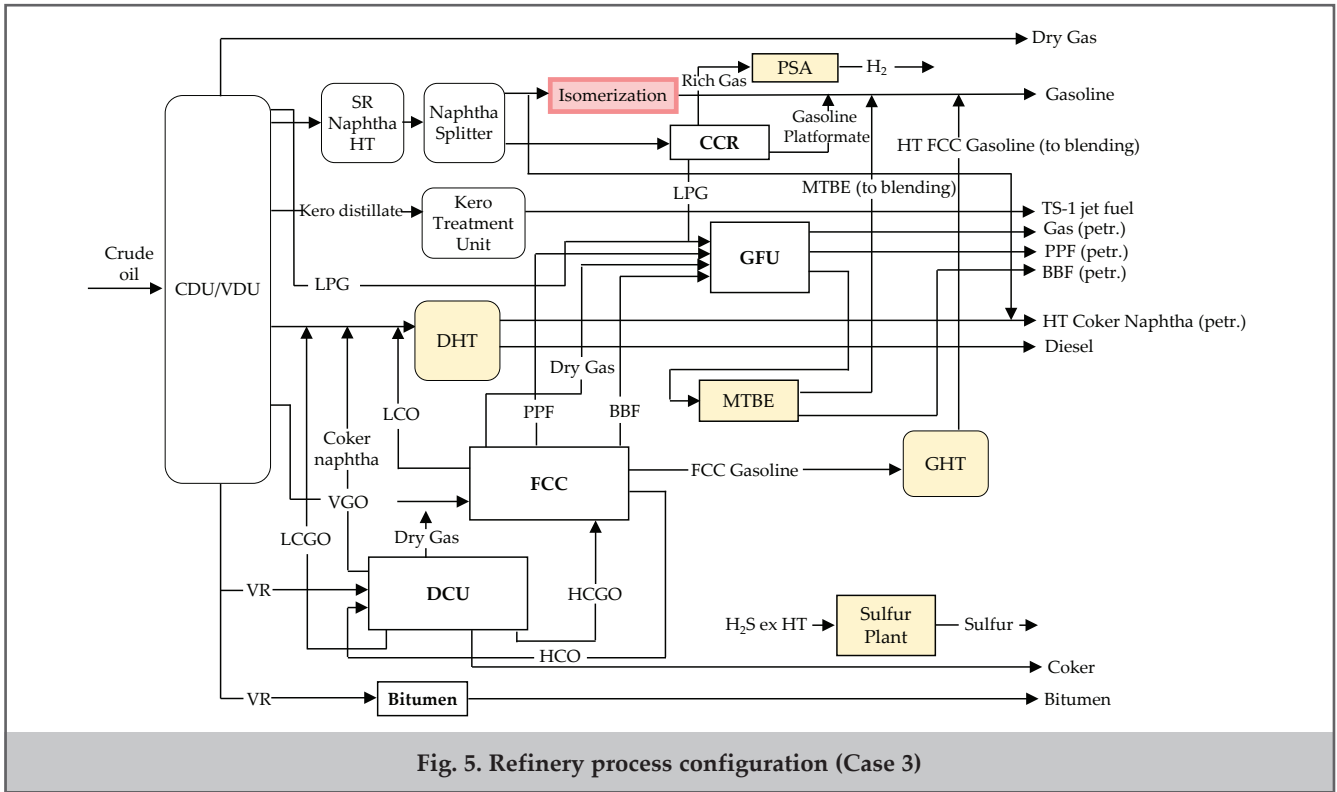 Dry Gas
PSA
H₂
Rich Gas
SR
Naphtha
HT
Naphtha
Splitter
Isomerization
Gasoline
Gasoline
Platformate
CCR
HT FCC Gasoline (to blending)
LPG
MTBE (to blending)
Kero distillate
Kero
Treatment
Unit
TS-1 jet fuel
Gas (petr.)
PPF (petr.)
BBF (petr.)
GFU
Crude
oil
CDU/VDU
LPG
DHT
HT Coker Naphtha (petr.)
Diesel
Dry Gas
MTBE
LCO
PPF
BBF
Coker
naphtha
FCC
FCC Gasoline
GHT
VGO
LCGO
Dry Gas
VR
DCU
HCGO
H₂S ex HT
Sulfur
Plant
Sulfur
HCO
Coker
VR
Bitumen
Bitumen
Fig. 5. Refinery process configuration (Case 3)